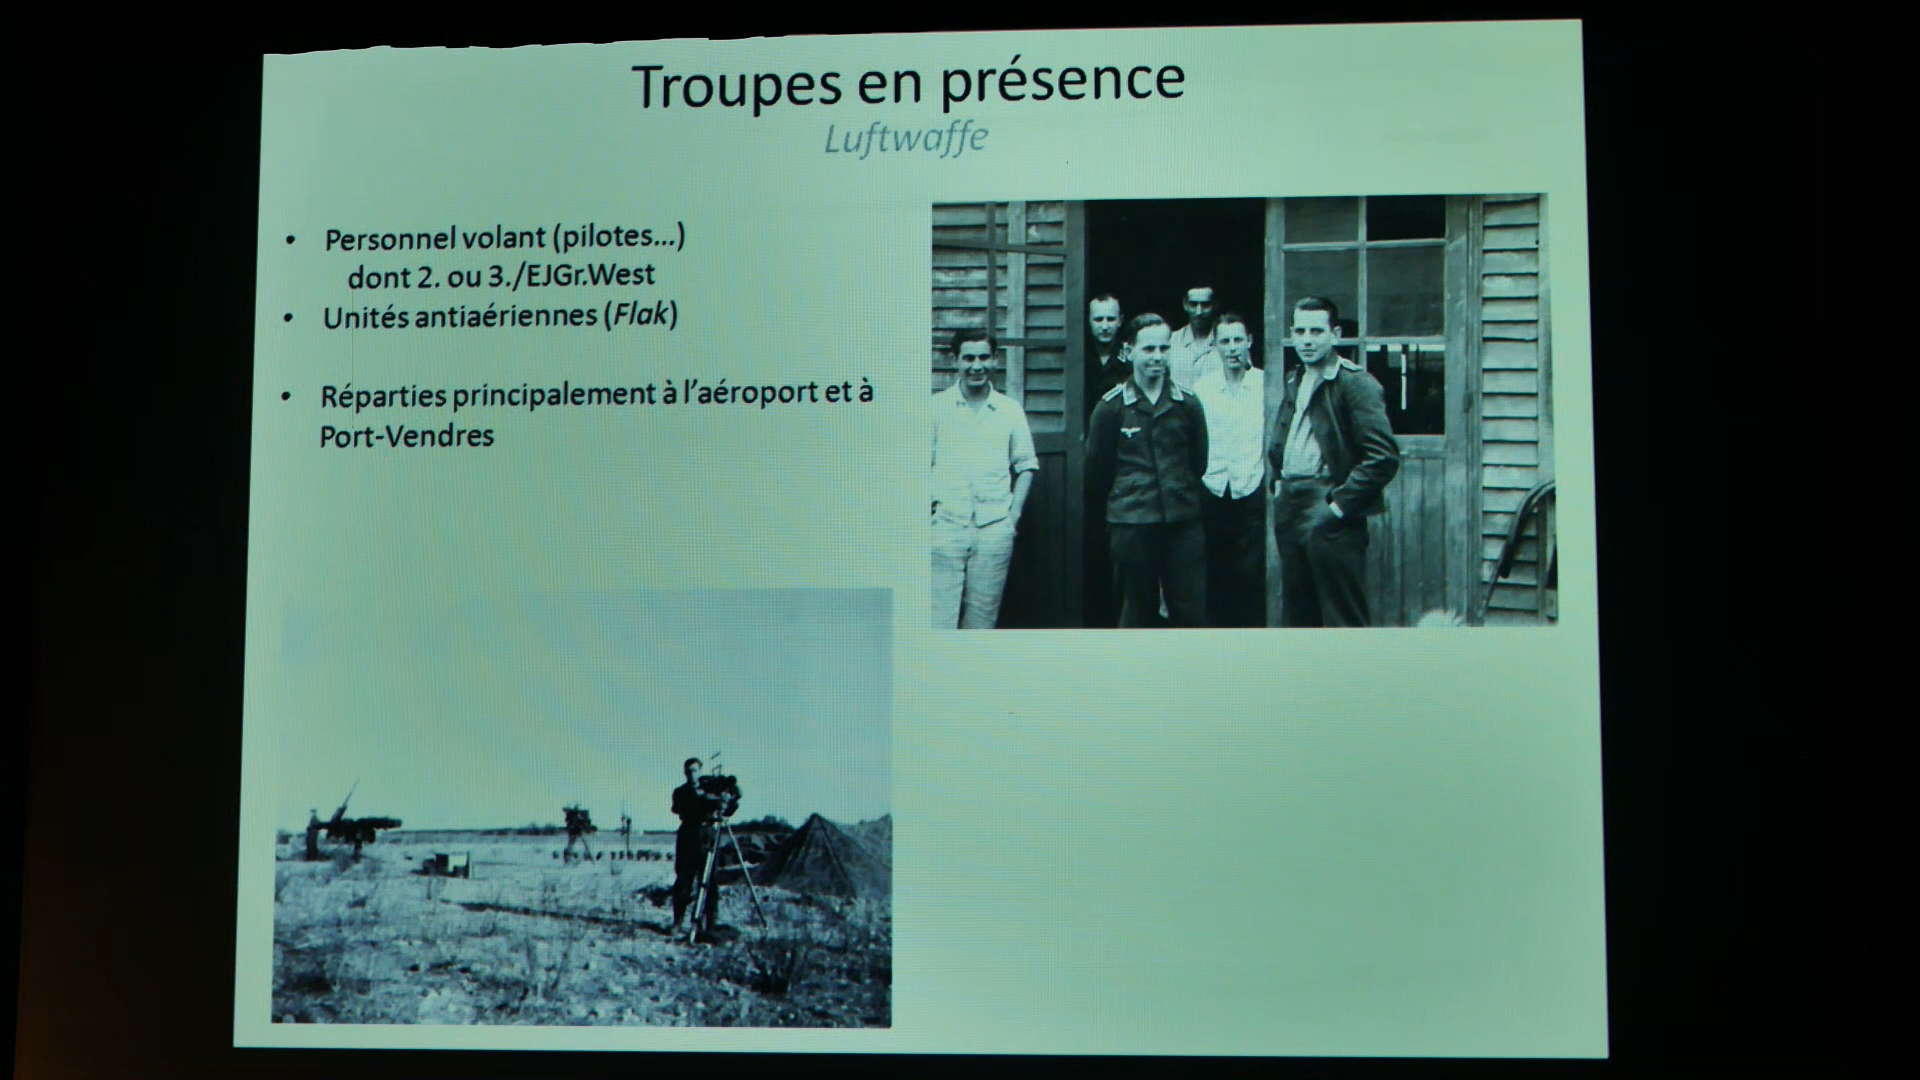 Troupes en présence
Luftwaffe
• Personnel volant (pilotes...)
dont 2. ou 3./EJGr.West
• Unités antiaériennes (Flak)
• Réparties principalement à l'aéroport et à
Port-Vendres